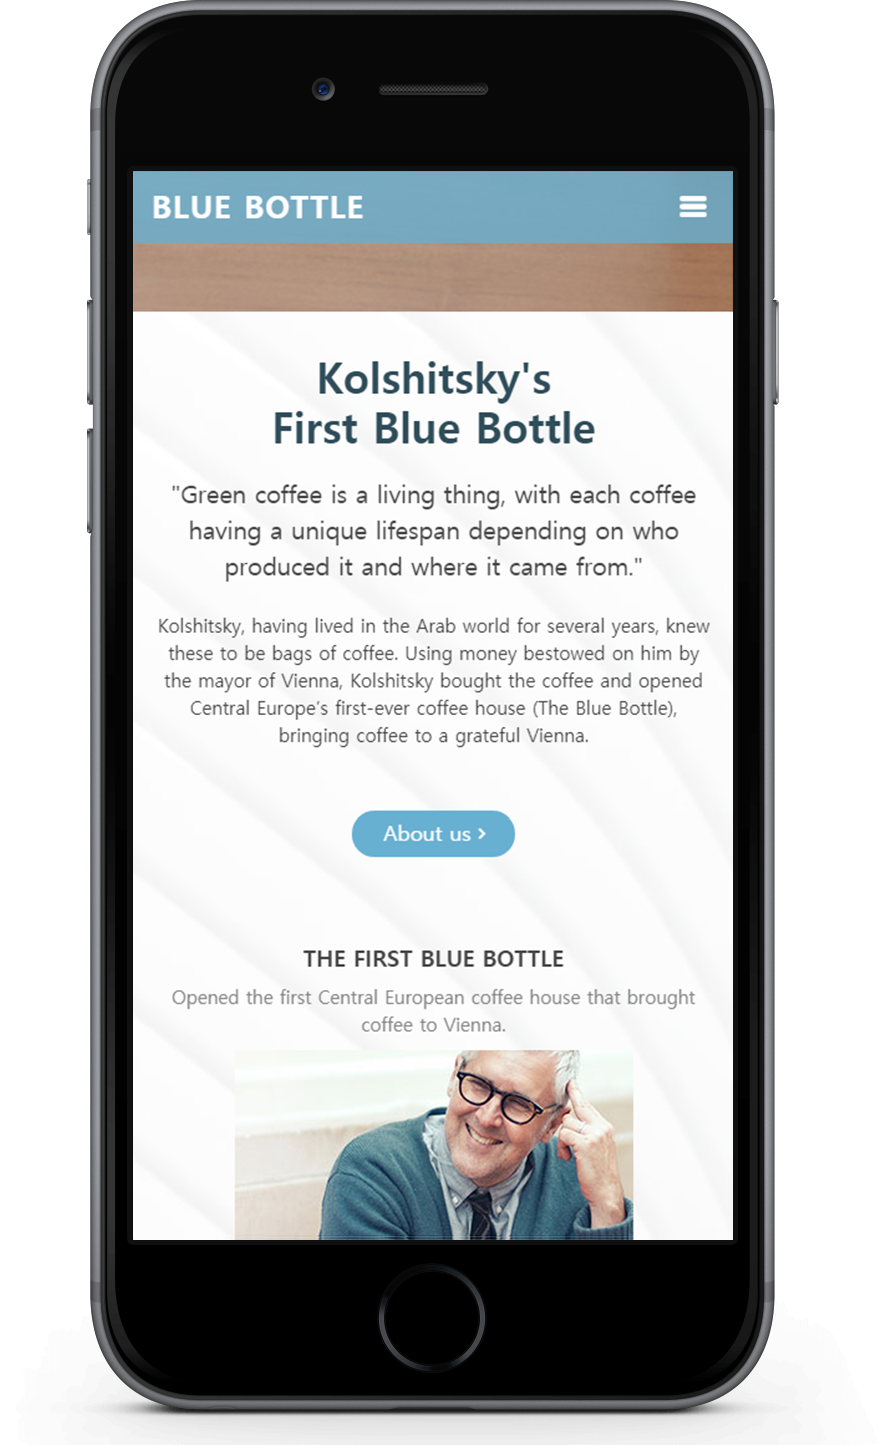 BLUE BOTTLE
Kolshitsky's
First Blue Bottle
"Green coffee is a living thing, with each coffee
having a unique lifespan depending on who
produced it and where it came from."
Kolshitsky, having lived in the Arab world for several years, knew
these to be bags of coffee. Using money bestowed on him by
the mayor of Vienna, Kolshitsky bought the coffee and opened
Central Europe’s first-ever coffee house (The Blue Bottle),
bringing coffee to a grateful Vienna.
About us >
THE FIRST BLUE BOTTLE
Opened the first Central European coffee house that brought
coffee to Vienna.